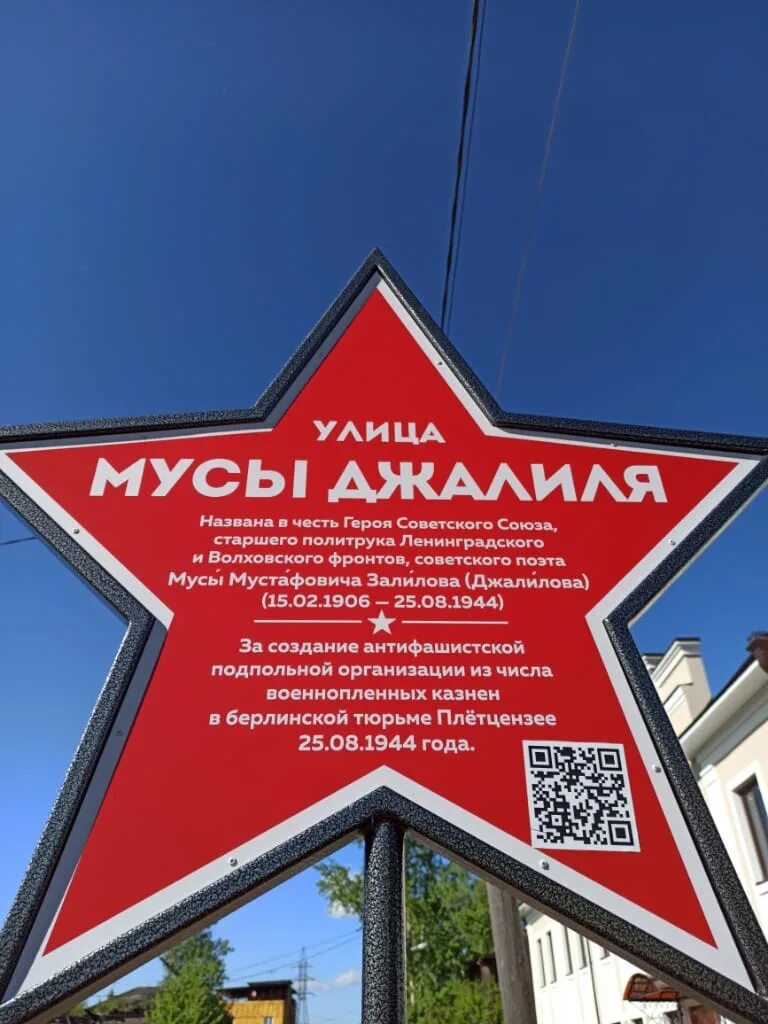 УЛИЦА
МУСЫ ДЖАЛИЛЯ
Названа в честь Героя Советского Союза,
старшего политрука Ленинградского
и Волховского фронтов, советского поэта
Мусы́ Муста́фовича Зали́лова (Джали́лова)
(15.02.1906 – 25.08.1944)
За создание антифашистской
подпольной организации из числа
военнопленных казнен
в берлинской тюрьме Плётцензее
25.08.1944 года.